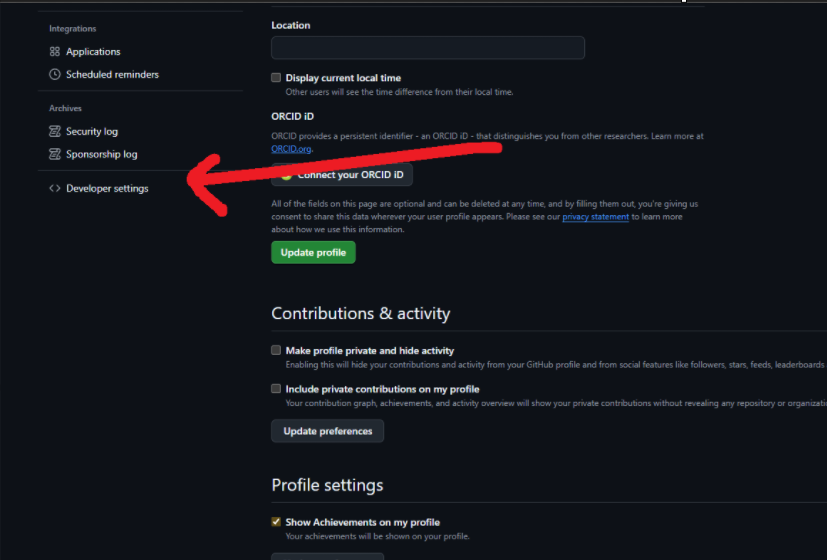 Integrations
Applications
Scheduled reminders
Archives
Security log
Sponsorship log
Developer settings
Location
Display current local time
Other users will see the time difference from their local time.
ORCID iD
ORCID provides a persistent identifier - an ORCID iD - that distinguishes you from other researchers. Learn more at
ORCID.org.
Connect your ORCID iD
All of the fields on this page are optional and can be deleted at any time, and by filling them out, you're giving us
consent to share this data wherever your user profile appears. Please see our privacy statement to learn more
about how we use this information.
Update profile
Contributions & activity
Make profile private and hide activity
Enabling this will hide your contributions and activity from your GitHub profile and from social features like followers, stars, feeds, leaderboards
Include private contributions on my profile
Your contribution graph, achievements, and activity overview will show your private contributions without revealing any repository or
Update preferences
Profile settings
Show Achievements on my profile
Your achievements will be shown on your profile.